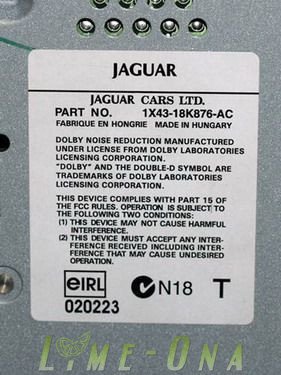 JAGUAR
JAGUAR CARS LTD.
PART NO. 1X43-18K876-AC
FABRIQUE EN HONGRIE MADE IN HUNGARY
DOLBY NOISE REDUCTION MANUFACTURED
UNDER LICENSE FROM DOLBY LABORATORIES
LICENSING CORPORATION.
"DOLBY" AND THE DOUBLE-D SYMBOL ARE
TRADEMARKS OF DOLBY LABORATORIES
LICENSING CORPORATION.
THIS DEVICE COMPLIES WITH PART 15 OF
THE FCC RULES. OPERATION IS SUBJECT TO
THE FOLLOWING TWO CONDITIONS:
(1) THIS DEVICE MAY NOT CAUSE HARMFUL
INTERFERENCE.
(2) THIS DEVICE MUST ACCEPT ANY INTER-
FERENCE RECEIVED INCLUDING INTER-
FERENCE THAT MAY CAUSE UNDESIRED
OPERATION.
eIRL N18 T
020223
LIME-ONA